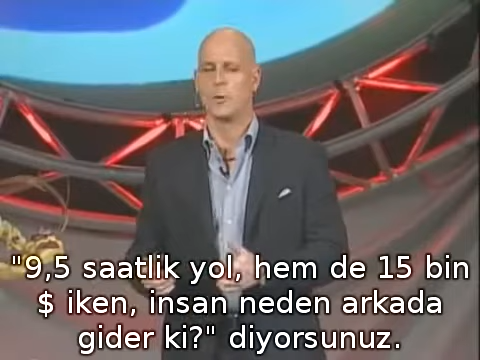 "9,5 saatlik yol, hem de 15 bin
$ iken, insan neden arkada
gider ki?" diyorsunuz.